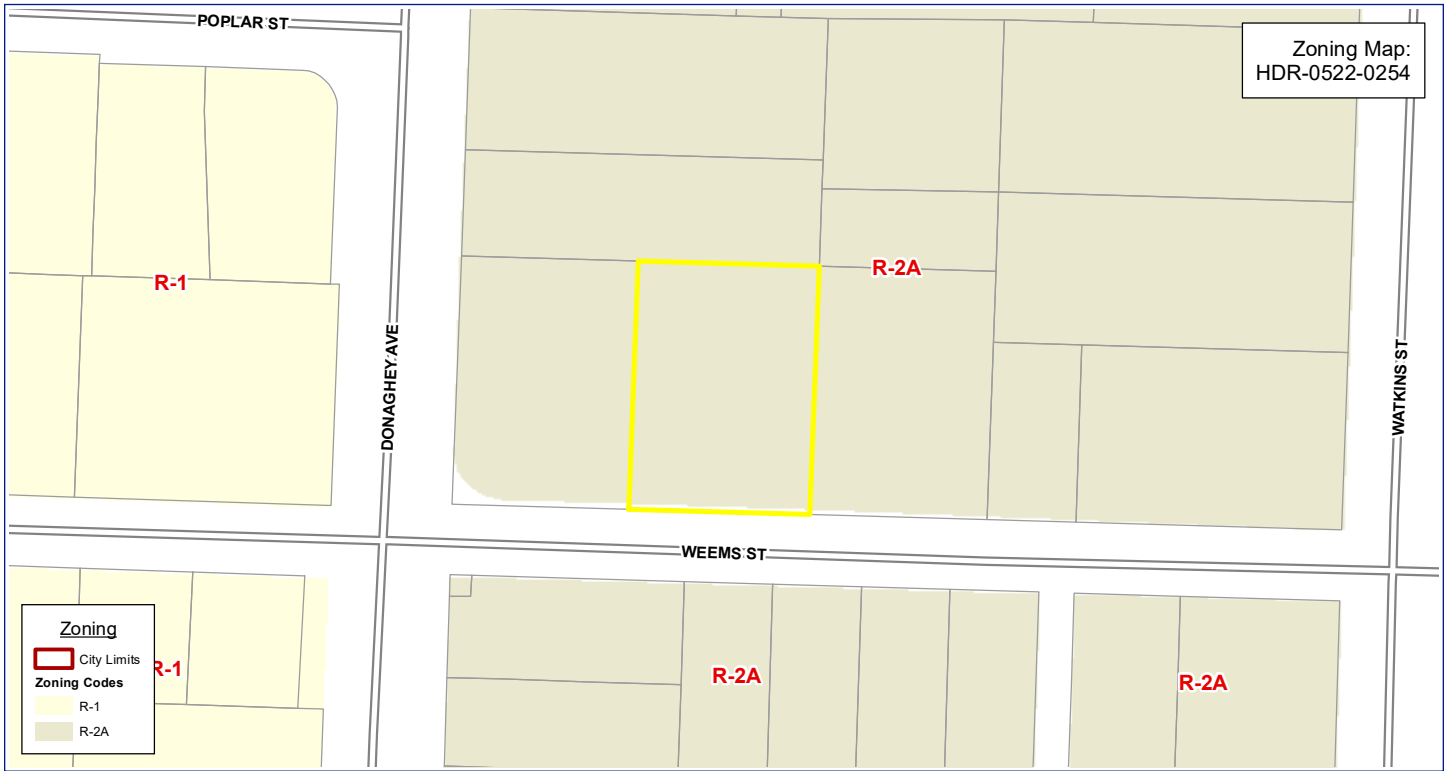 POPLAR ST
Zoning Map:
HDR-0522-0254
R-1
R-2A
DONAGHEY AVE
WATKINS ST
WEEMS ST
Zoning
City Limits
Zoning Codes
R-1
R-2A
R-1
R-2A
R-2A